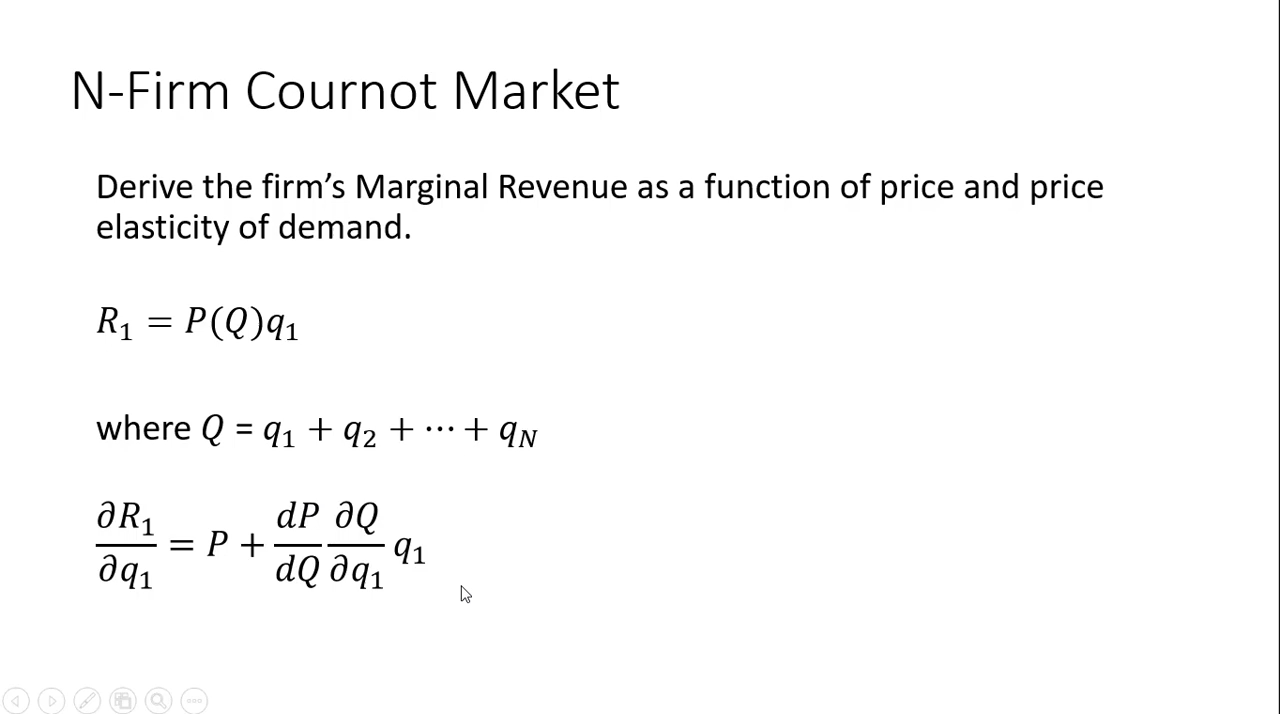 N-Firm Cournot Market
Derive the firm’s Marginal Revenue as a function of price and price
elasticity of demand.
𝑅₁ = 𝑃(𝑄)𝑞₁
where 𝑄 = 𝑞₁ + 𝑞₂ + ⋯ + 𝑞_𝑁
∂𝑅₁/∂𝑞₁ = 𝑃 + 𝑑𝑃/𝑑𝑄 ∂𝑄/∂𝑞₁ 𝑞₁